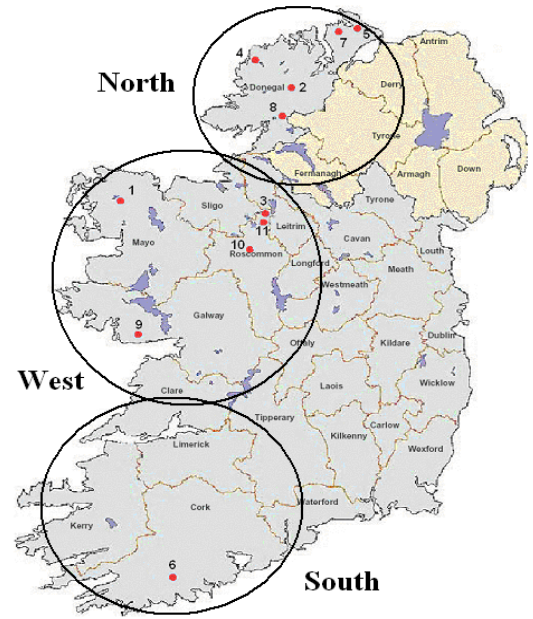 5
7
Antrim
4
North
2
Donegal
Derry
8
Tyrone
Fermanagh
Armagh
Down
1
Sligo
3
Tyrone
11
Leitrim
Mayo
Cavan
10
Roscommon
Louth
Longford
Meath
Westmeath
Galway
9
Offaly
Kildare
Dublin
West
Clare
Laois
Wicklow
Tipperary
Carlow
Kilkenny
Limerick
Wexford
Waterford
Cork
Kerry
6
South